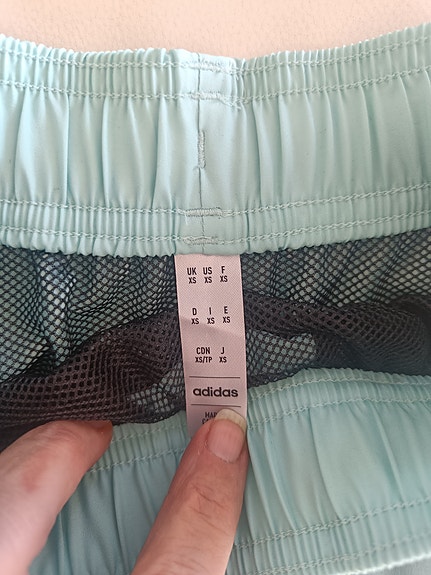 UK US F
XS XS XS
D I E
XS XS XS
CDN J
XS/TP XS
adidas